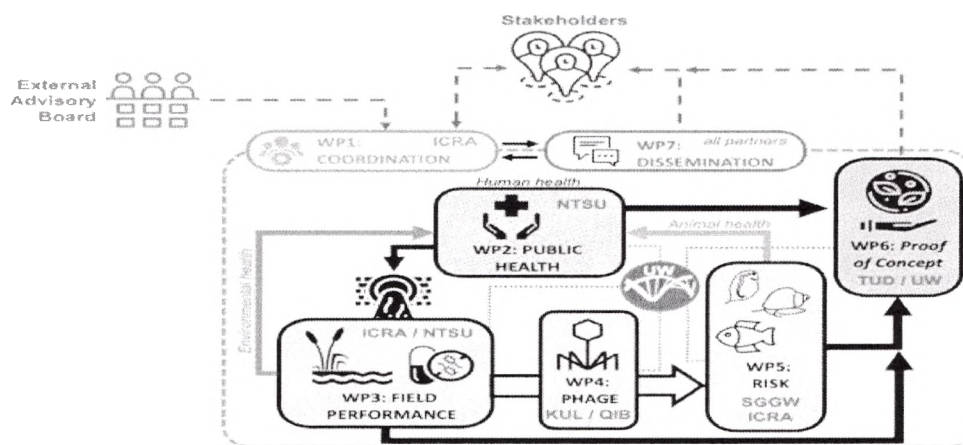 Stakeholders
External
Advisory
Board
WP1: ICRA
COORDINATION
WP7: all partners
DISSEMINATION
Human health
NTSU
WP2: PUBLIC
HEALTH
Animal health
Environmental health
UW
WP6: Proof
of Concept
TUD / UW
ICRA / NTSU
WP3: FIELD
PERFORMANCE
WP4:
PHAGE
KUL / QIB
WP5:
RISK
SGGW
ICRA